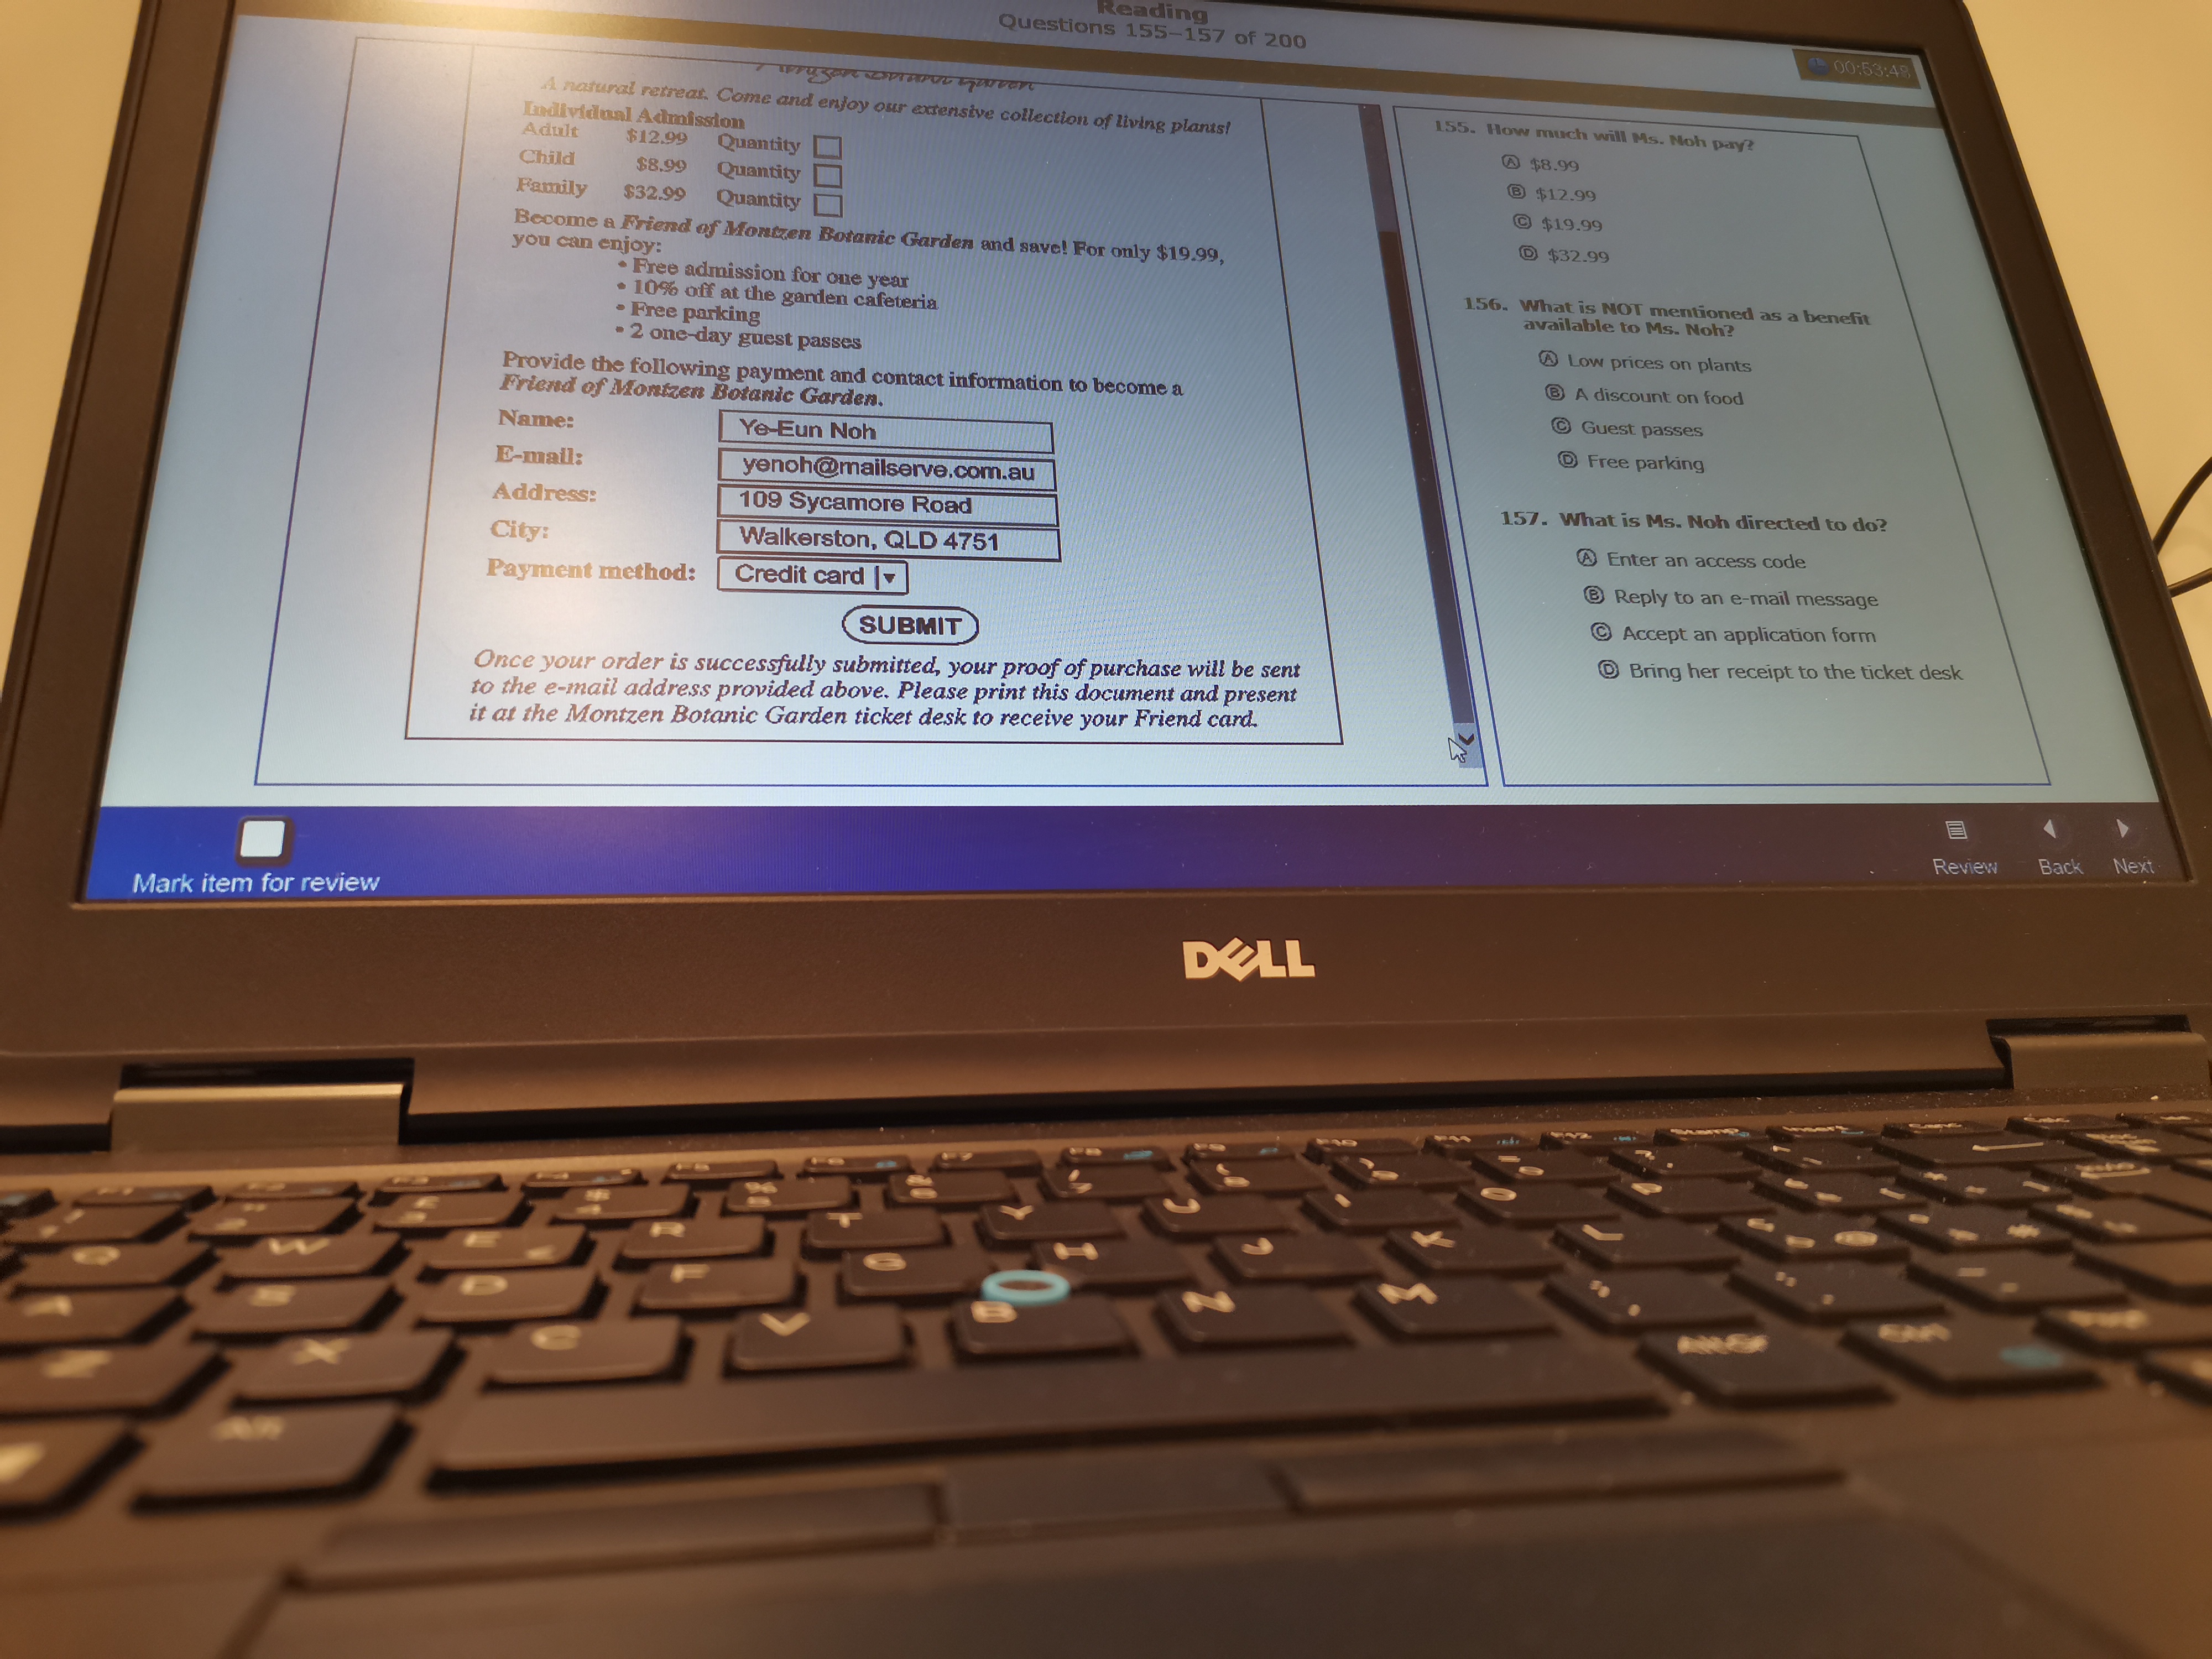 Reading
Questions 155–157 of 200
00:53:48
A natural retreat. Come and enjoy our extensive collection of living plants!
Individual Admission
Adult $12.99 Quantity
Child $8.99 Quantity
Family $32.99 Quantity
Become a Friend of Montzen Botanic Garden and save! For only $19.99,
you can enjoy:
• Free admission for one year
• 10% off at the garden cafeteria
• Free parking
• 2 one-day guest passes
Provide the following payment and contact information to become a
Friend of Montzen Botanic Garden.
Name: Ye-Eun Noh
E-mail: yenoh@mailserve.com.au
Address: 109 Sycamore Road
City: Walkerston, QLD 4751
Payment method: Credit card
SUBMIT
Once your order is successfully submitted, your proof of purchase will be sent
to the e-mail address provided above. Please print this document and present
it at the Montzen Botanic Garden ticket desk to receive your Friend card.
155. How much will Ms. Noh pay?
A $8.99
B $12.99
C $19.99
D $32.99
156. What is NOT mentioned as a benefit
available to Ms. Noh?
A Low prices on plants
B A discount on food
C Guest passes
D Free parking
157. What is Ms. Noh directed to do?
A Enter an access code
B Reply to an e-mail message
C Accept an application form
D Bring her receipt to the ticket desk
Mark item for review
Review Back Next
DELL
Q W E R T Y U I O P
A S D F G H J K L
Z X C V B N M
Alt